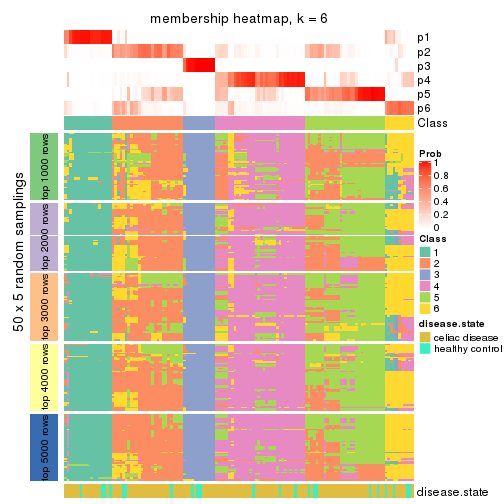 membership heatmap, k = 6
p1
p2
p3
p4
p5
p6
Class
50 x 5 random samplings
top 1000 rows
top 2000 rows
top 3000 rows
top 4000 rows
top 5000 rows
disease.state
Prob
1
0.8
0.6
0.4
0.2
0
Class
1
2
3
4
5
6
disease.state
celiac disease
healthy control